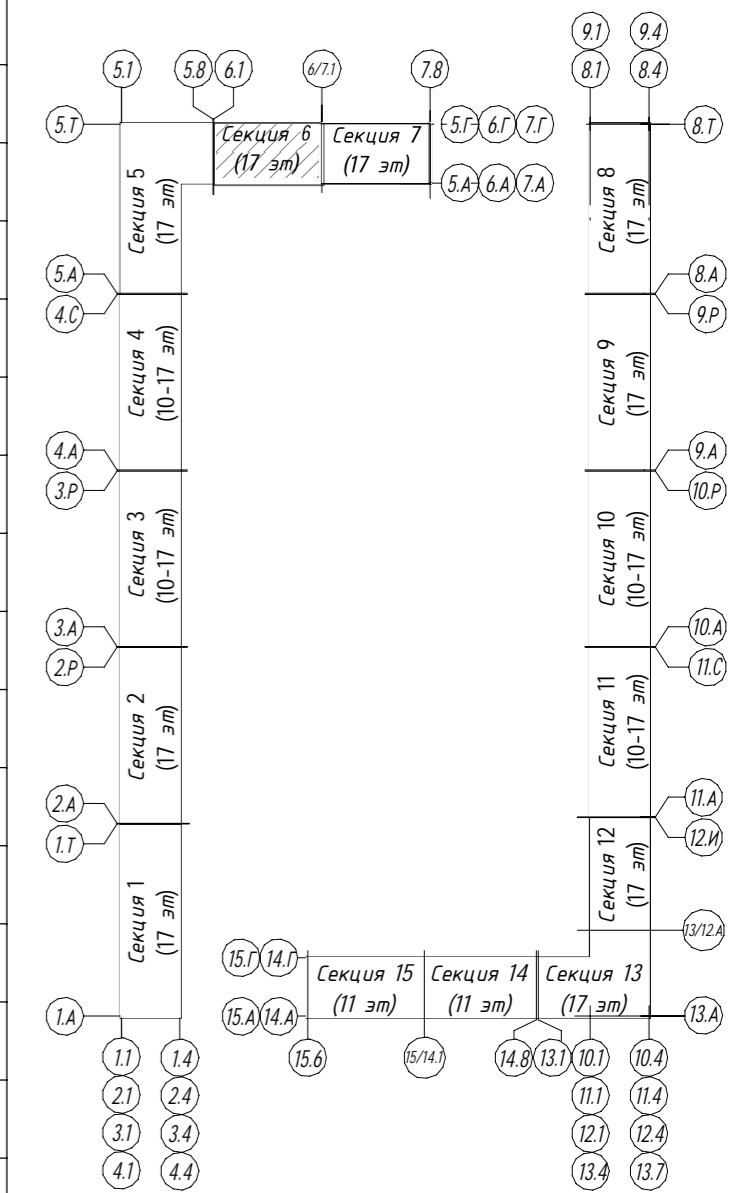 9.1
9.4
5.1
5.8
6.1
6/7.1
7.8
8.1
8.4
5.Т
Секция 6
(17 эт)
Секция 7
(17 эт)
5.Г
6.Г
7.Г
8.Т
5.А
6.А
7.А
Секция 5
(17 эт)
Секция 8
(17 эт)
5.А
4.С
8.А
9.Р
Секция 4
(10-17 эт)
Секция 9
(17 эт)
4.А
3.Р
9.А
10.Р
Секция 3
(10-17 эт)
Секция 10
(10-17 эт)
3.А
2.Р
10.А
11.С
Секция 2
(17 эт)
Секция 11
(10-17 эт)
2.А
1.Т
11.А
12.И
Секция 1
(17 эт)
Секция 12
(17 эт)
13/12.А
15.Г
14.Г
Секция 15
(11 эт)
Секция 14
(11 эт)
Секция 13
(17 эт)
1.А
15.А
14.А
13.А
1.1
1.4
15.6
15/14.1
14.8
13.1
10.1
10.4
2.1
2.4
11.1
11.4
3.1
3.4
12.1
12.4
4.1
4.4
13.4
13.7